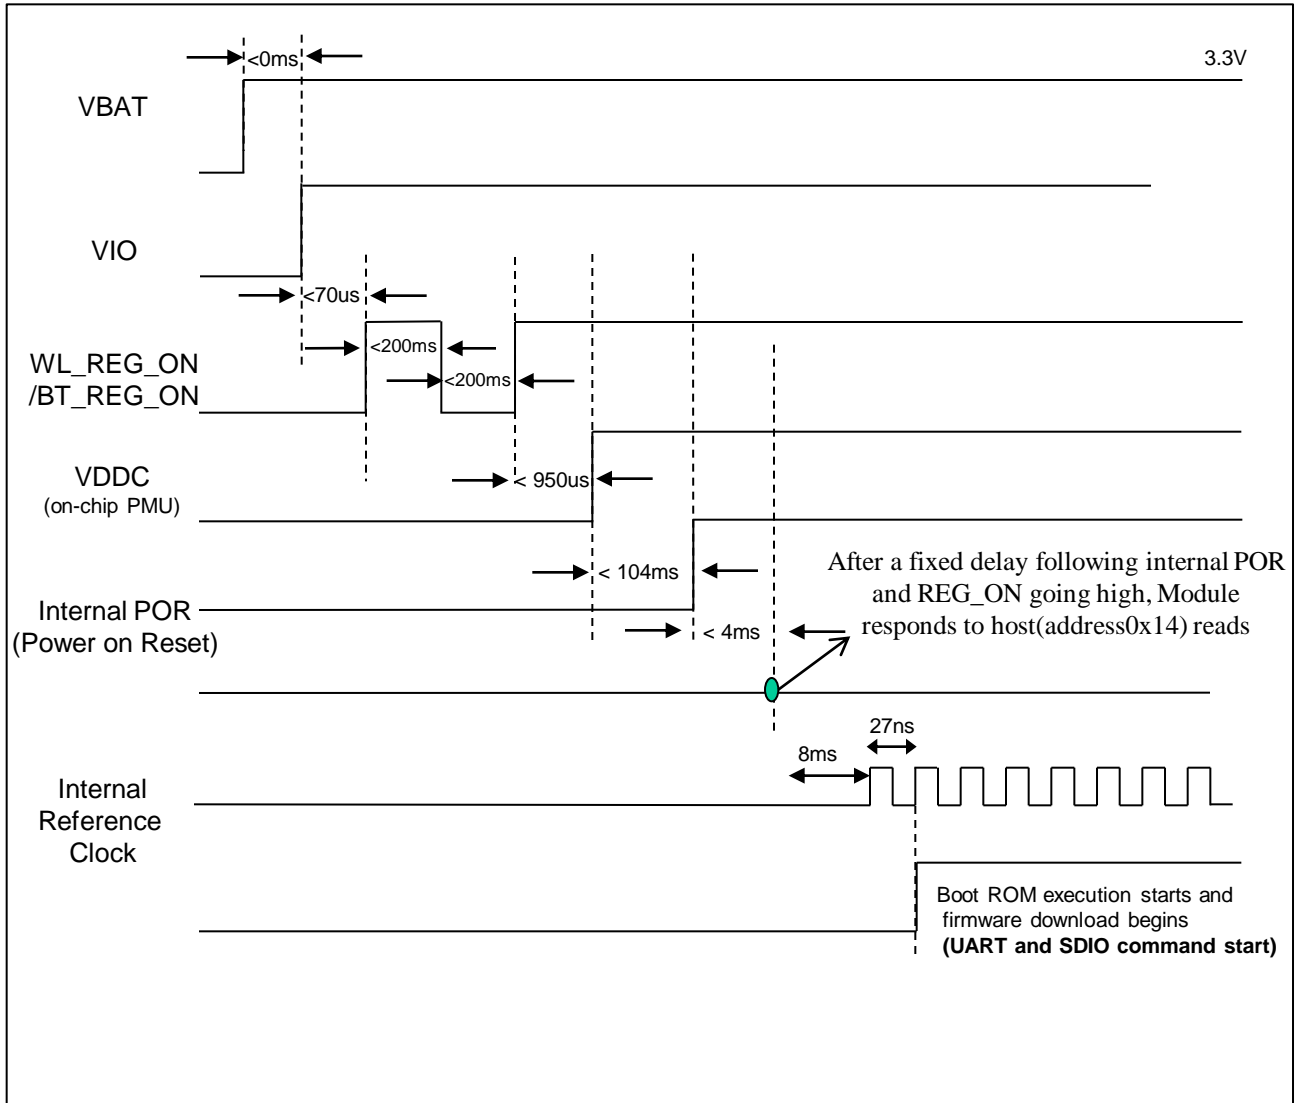 <0ms
3.3V
VBAT
VIO
<70us
WL_REG_ON
/BT_REG_ON
<200ms
<200ms
VDDC
(on-chip PMU)
< 950us
Internal POR
(Power on Reset)
< 104ms
< 4ms
After a fixed delay following internal POR
and REG_ON going high, Module
responds to host(address0x14) reads
27ns
8ms
Internal
Reference
Clock
Boot ROM execution starts and
firmware download begins
(UART and SDIO command start)